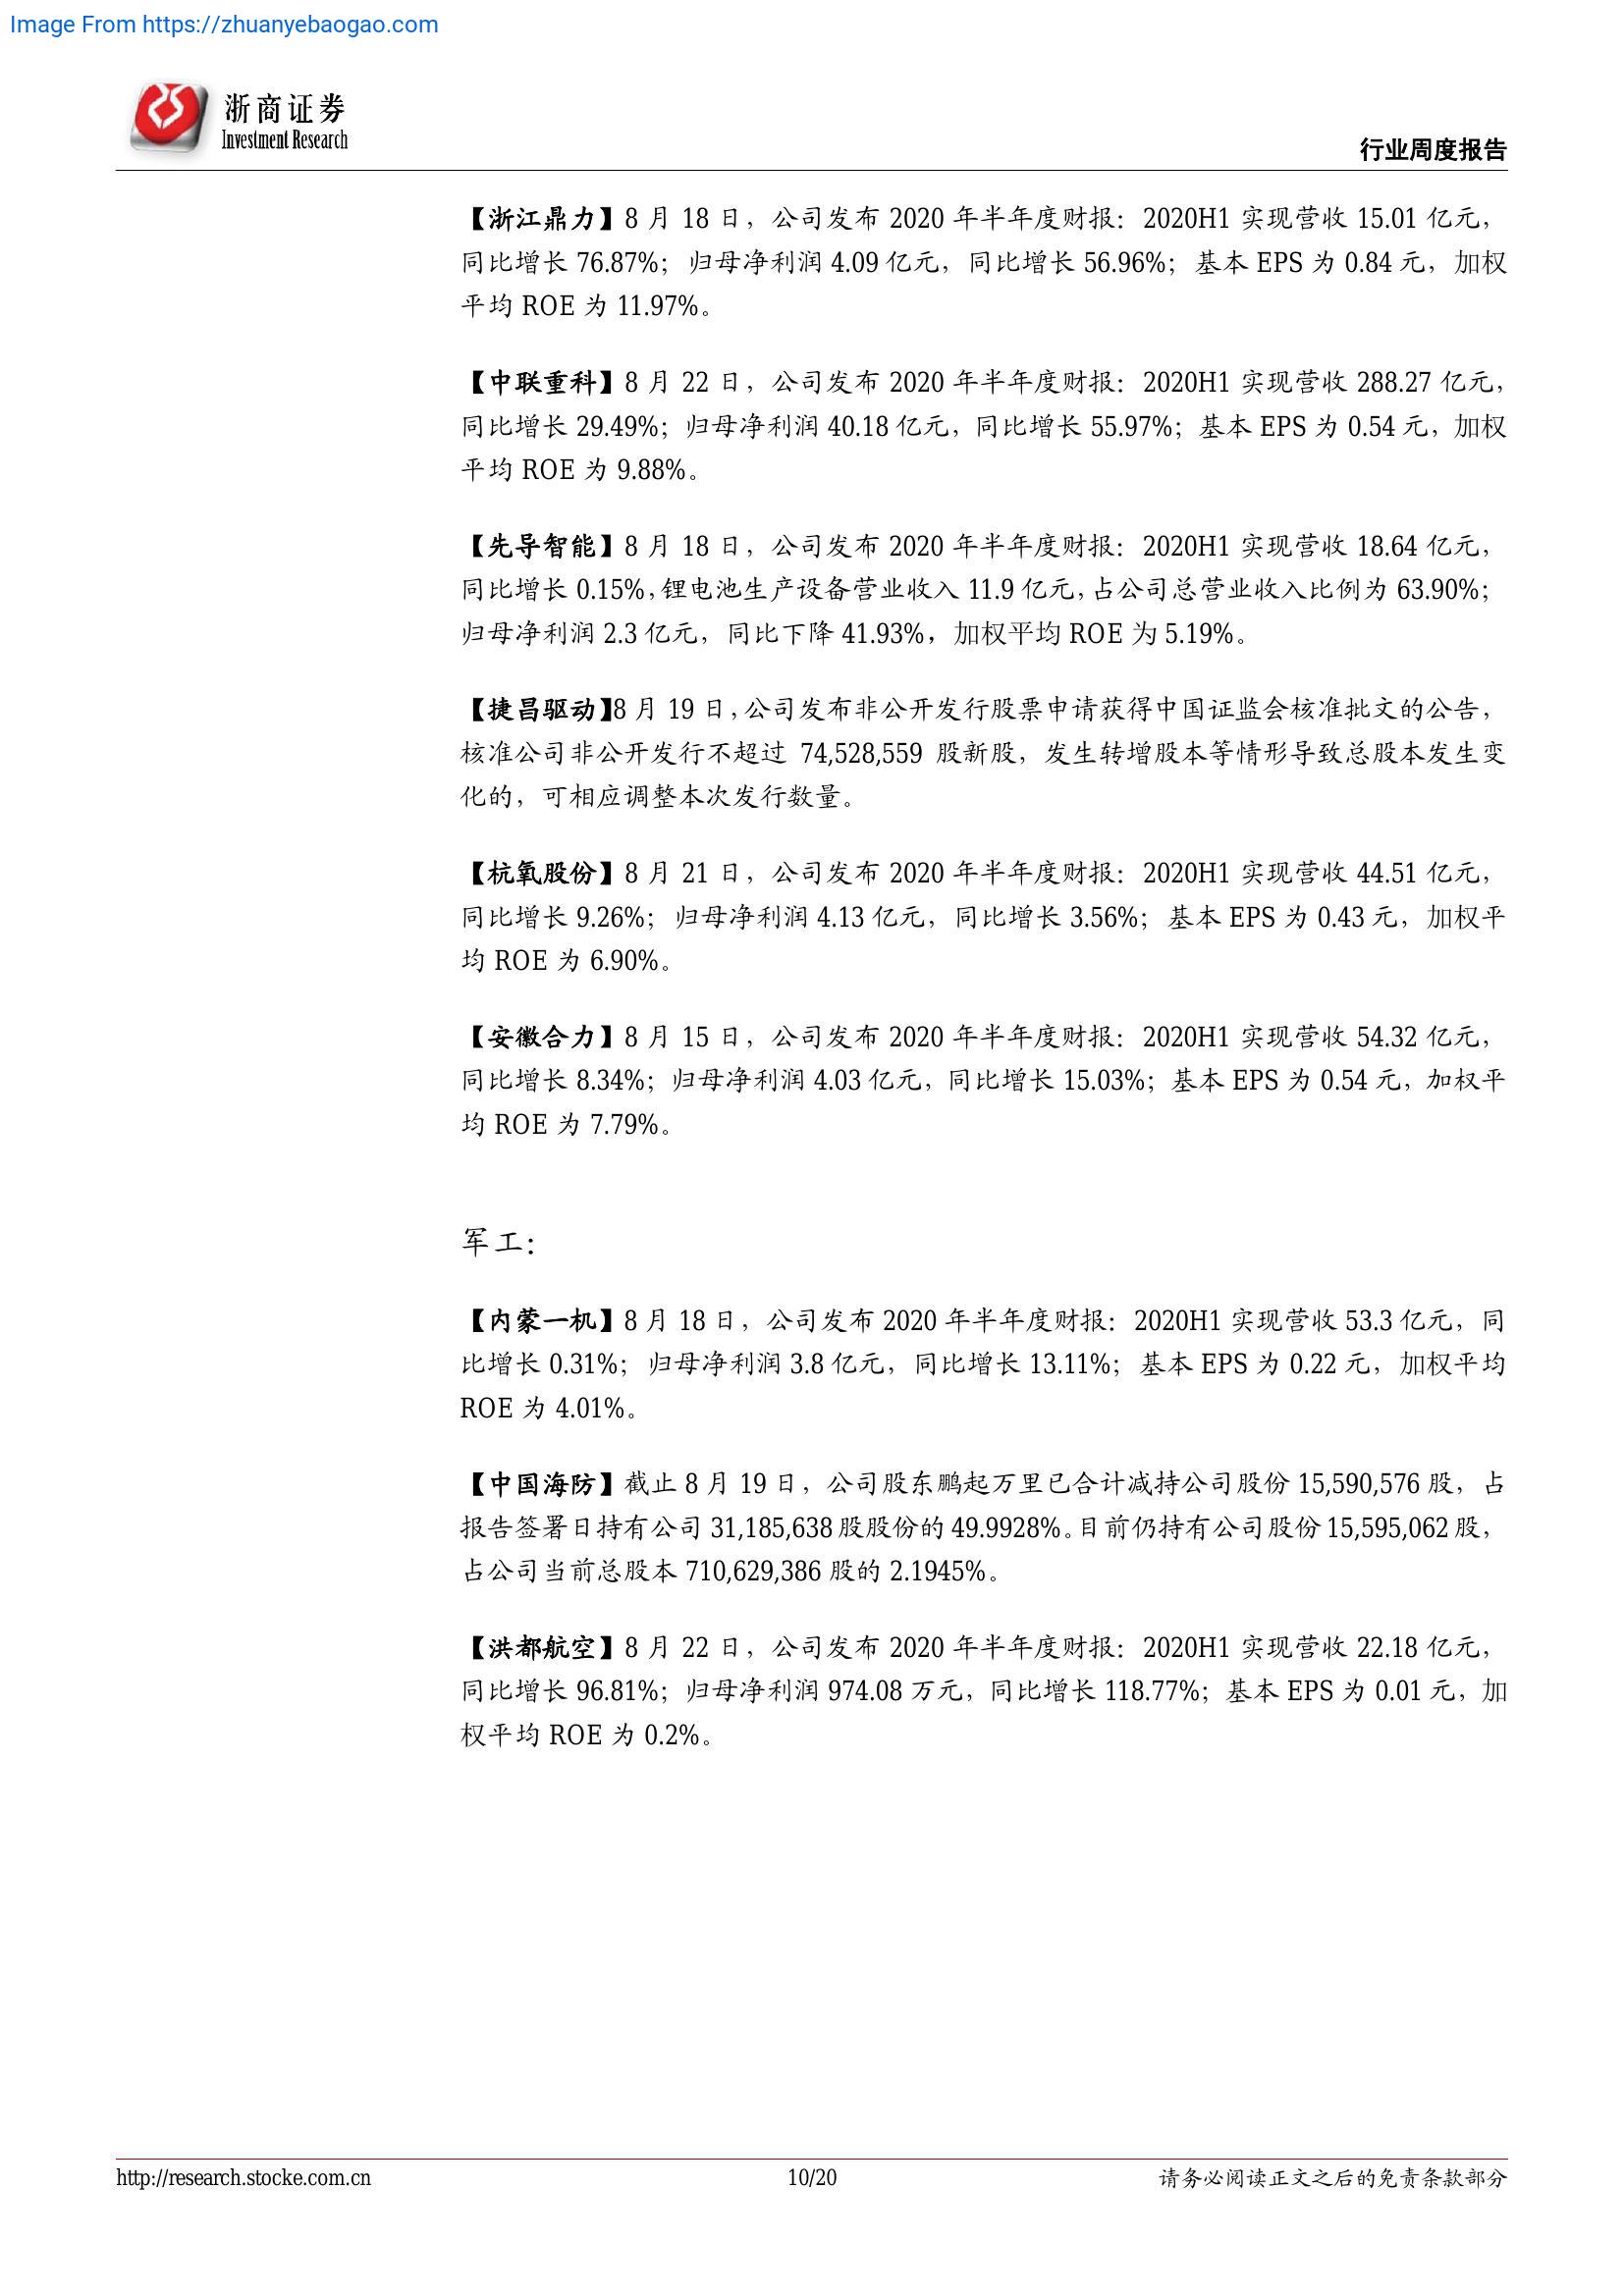 Image From https://zhuanyebaogao.com
浙商证券
Investment Research
行业周度报告
【浙江鼎力】8 月 18 日，公司发布 2020 年半年度财报：2020H1 实现营收 15.01 亿元，
同比增长 76.87%；归母净利润 4.09 亿元，同比增长 56.96%；基本 EPS 为 0.84 元，加权
平均 ROE 为 11.97%。
【中联重科】8 月 22 日，公司发布 2020 年半年度财报：2020H1 实现营收 288.27 亿元，
同比增长 29.49%；归母净利润 40.18 亿元，同比增长 55.97%；基本 EPS 为 0.54 元，加权
平均 ROE 为 9.88%。
【先导智能】8 月 18 日，公司发布 2020 年半年度财报：2020H1 实现营收 18.64 亿元，
同比增长 0.15%，锂电池生产设备营业收入 11.9 亿元，占公司总营业收入比例为 63.90%；
归母净利润 2.3 亿元，同比下降 41.93%，加权平均 ROE 为 5.19%。
【捷昌驱动】8 月 19 日，公司发布非公开发行股票申请获得中国证监会核准批文的公告，
核准公司非公开发行不超过 74,528,559 股新股，发生转增股本等情形导致总股本发生变
化的，可相应调整本次发行数量。
【杭氧股份】8 月 21 日，公司发布 2020 年半年度财报：2020H1 实现营收 44.51 亿元，
同比增长 9.26%；归母净利润 4.13 亿元，同比增长 3.56%；基本 EPS 为 0.43 元，加权平
均 ROE 为 6.90%。
【安徽合力】8 月 15 日，公司发布 2020 年半年度财报：2020H1 实现营收 54.32 亿元，
同比增长 8.34%；归母净利润 4.03 亿元，同比增长 15.03%；基本 EPS 为 0.54 元，加权平
均 ROE 为 7.79%。
军工：
【内蒙一机】8 月 18 日，公司发布 2020 年半年度财报：2020H1 实现营收 53.3 亿元，同
比增长 0.31%；归母净利润 3.8 亿元，同比增长 13.11%；基本 EPS 为 0.22 元，加权平均
ROE 为 4.01%。
【中国海防】截止 8 月 19 日，公司股东鹏起万里已合计减持公司股份 15,590,576 股，占
报告签署日持有公司 31,185,638 股股份的 49.9928%。目前仍持有公司股份 15,595,062 股，
占公司当前总股本 710,629,386 股的 2.1945%。
【洪都航空】8 月 22 日，公司发布 2020 年半年度财报：2020H1 实现营收 22.18 亿元，
同比增长 96.81%；归母净利润 974.08 万元，同比增长 118.77%；基本 EPS 为 0.01 元，加
权平均 ROE 为 0.2%。
http://research.stocke.com.cn
10/20
请务必阅读正文之后的免责条款部分